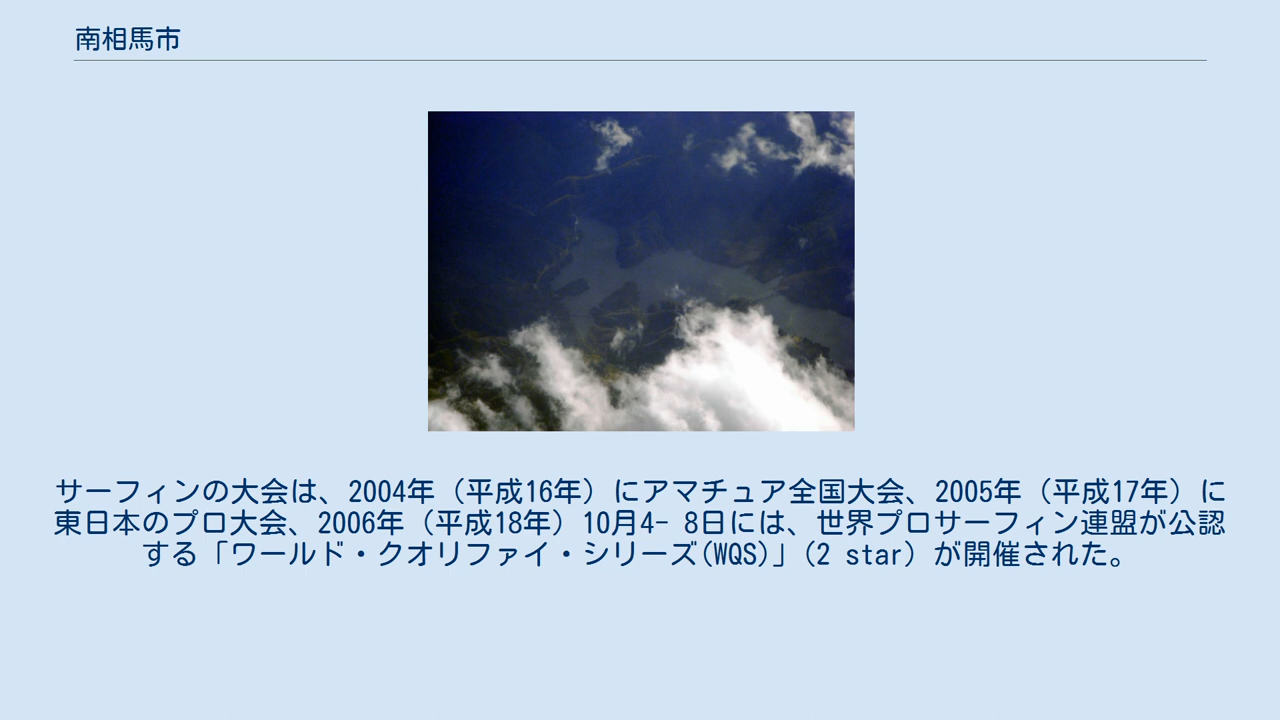 南相馬市
サーフィンの大会は、2004年（平成16年）にアマチュア全国大会、2005年（平成17年）に
東日本のプロ大会、2006年（平成18年）10月4- 8日には、世界プロサーフィン連盟が公認
する「ワールド・クオリファイ・シリーズ(WQS)」(2 star) が開催された。